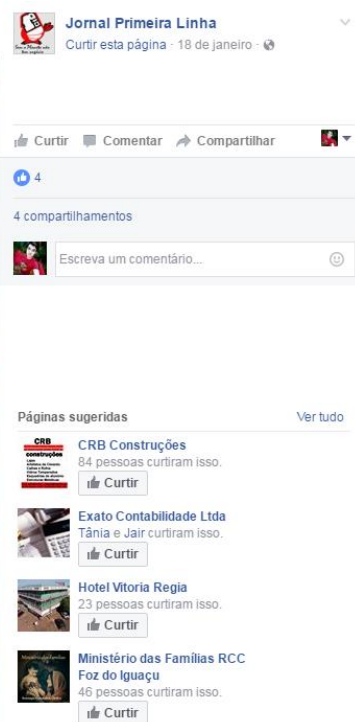 Jornal Primeira Linha
Curtir esta página · 18 de janeiro ·
Curtir Comentar Compartilhar
4
4 compartilhamentos
Escreva um comentário...
Páginas sugeridas Ver tudo
CRB
construções
CRB Construções
84 pessoas curtiram isso.
Curtir
Exato Contabilidade Ltda
Tânia e Jair curtiram isso.
Curtir
Hotel Vitoria Regia
23 pessoas curtiram isso.
Curtir
Ministério das Famílias RCC
Foz do Iguaçu
46 pessoas curtiram isso.
Curtir